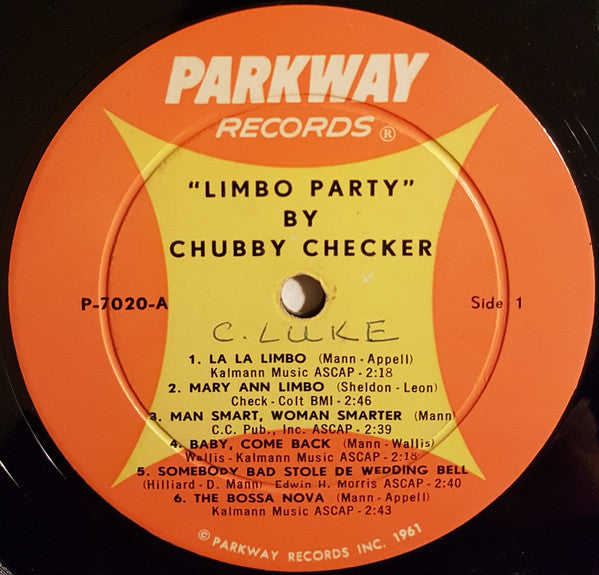 PARKWAY
RECORDS®
"LIMBO PARTY"
BY
CHUBBY CHECKER
P-7020-A
Side 1
C. LUKE
1. LA LA LIMBO (Mann - Appell)
Kalmann Music ASCAP - 2:18
2. MARY ANN LIMBO (Sheldon - Leon)
Check - Colt BMI - 2:46
3. MAN SMART, WOMAN SMARTER (Mann)
C.C. Pub., Inc. ASCAP - 2:39
4. BABY, COME BACK (Mann - Wallis)
Wallis - Kalmann Music ASCAP - 2:18
5. SOMEBODY BAD STOLE DE WEDDING BELL
(Hilliard - D. Mann) Edwin H. Morris ASCAP - 2:40
6. THE BOSSA NOVA (Mann - Appell)
Kalmann Music ASCAP - 2:43
© PARKWAY RECORDS INC. 1961